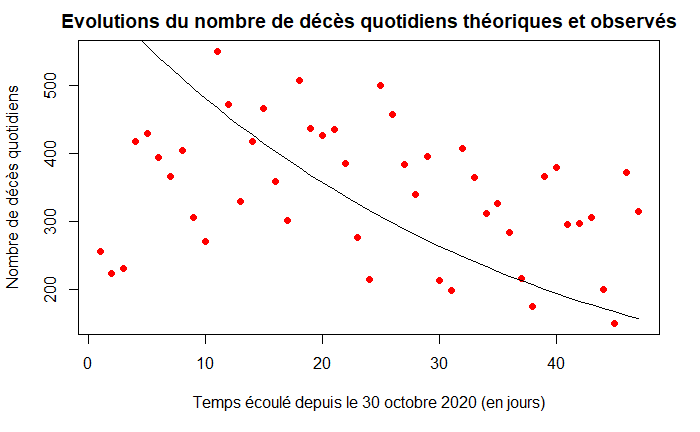 Evolutions du nombre de décès quotidiens théoriques et observés
Nombre de décès quotidiens
500
400
300
200
0 10 20 30 40
Temps écoulé depuis le 30 octobre 2020 (en jours)